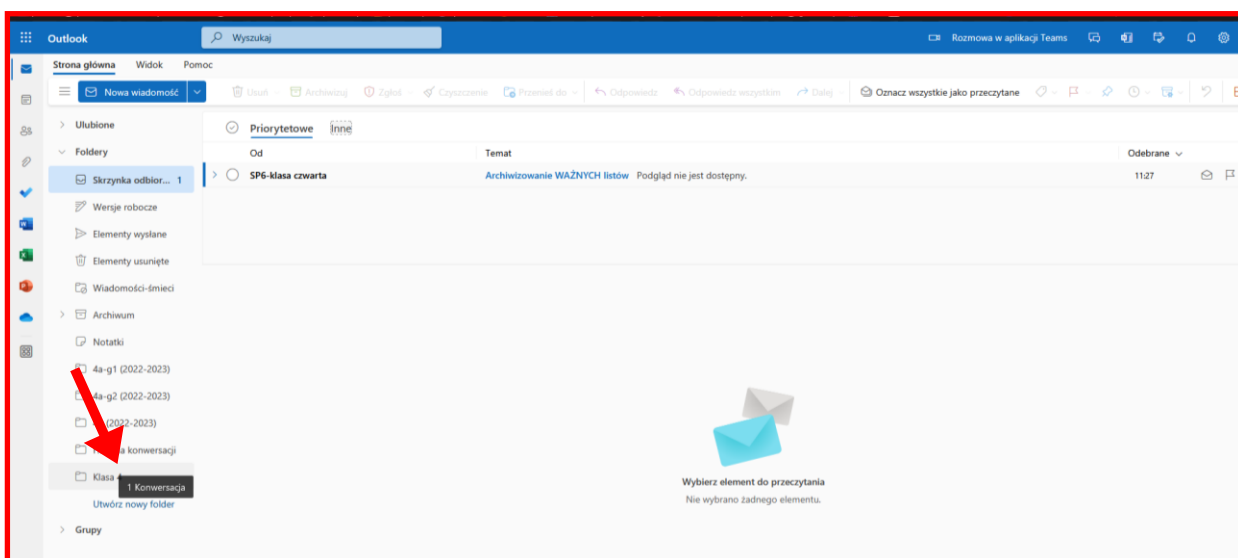 Outlook Wyszukaj Rozmowa w aplikacji Teams
Strona główna Widok Pomoc
Nowa wiadomość Usuń Archiwizuj Zgłoś Czyszczenie Przenieś do Odpowiedz Odpowiedz wszystkim Dalej Oznacz wszystkie jako przeczytane
Ulubione
Priorytetowe Inne
Foldery
Od Temat Odebrane
Skrzynka odbior... 1
SP6-klasa czwarta Archiwizowanie WAŻNYCH listów Podgląd nie jest dostępny. 11:27
Wersje robocze
Elementy wysłane
Elementy usunięte
Wiadomości-śmieci
Archiwum
Notatki
4a-g1 (2022-2023)
4a-g2 (2022-2023)
(2022-2023)
konwersacji
Klasa
1 Konwersacja
Utwórz nowy folder
Grupy
Wybierz element do przeczytania
Nie wybrano żadnego elementu.